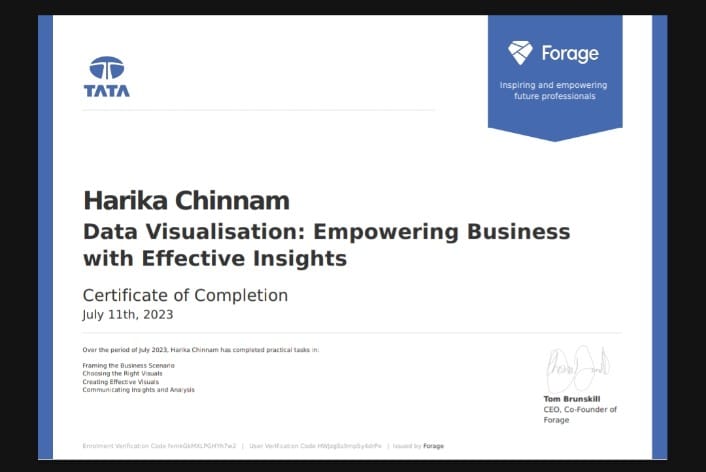 TATA
Forage
Inspiring and empowering
future professionals
Harika Chinnam
Data Visualisation: Empowering Business
with Effective Insights
Certificate of Completion
July 11th, 2023
Over the period of July 2023, Harika Chinnam has completed practical tasks in:
Framing the Business Scenario
Choosing the Right Visuals
Creating Effective Visuals
Communicating Insights and Analysis
Tom Brunskill
CEO, Co-Founder of
Forage
Enrolment Verification Code | User Verification Code | Issued by Forage